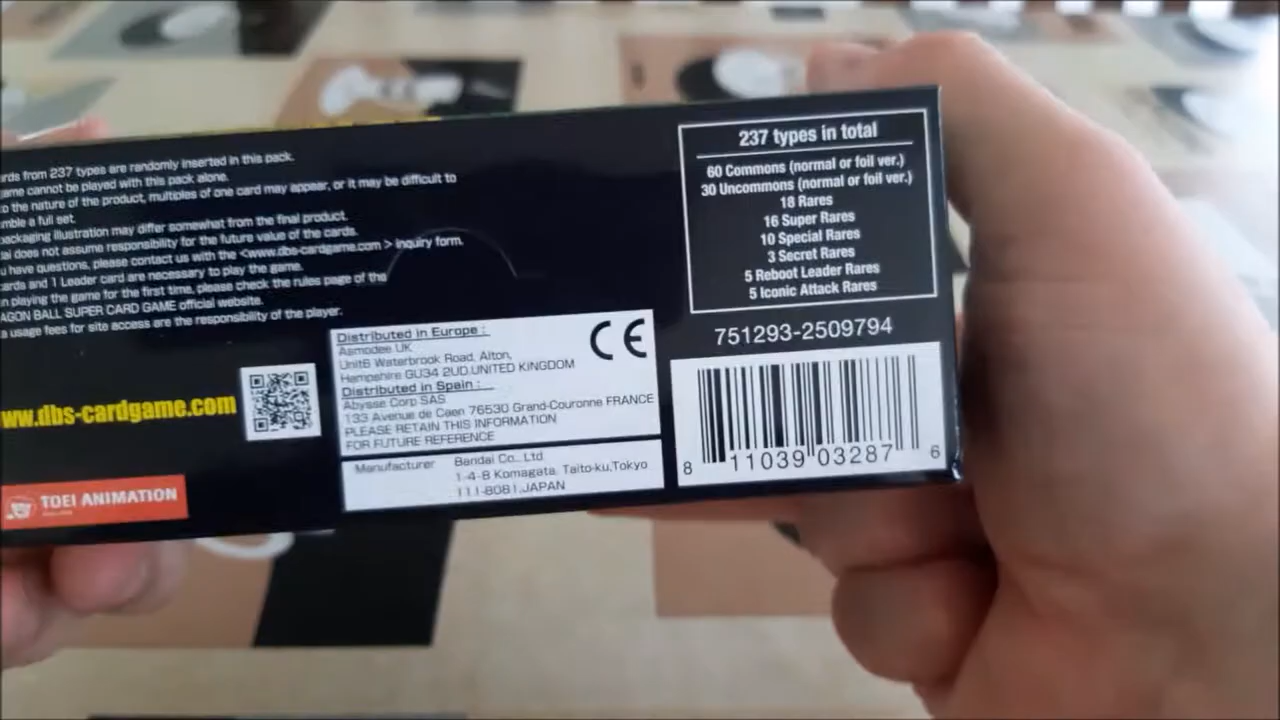 rds from 237 types are randomly inserted in this pack.
ame cannot be played with this pack alone.
o the nature of the product, multiples of one card may appear, or it may be difficult to
mble a full set.
packaging illustration may differ somewhat from the final product.
ai does not assume responsibility for the future value of the cards.
u have questions, please contact us with the <www.dbs-cardgame.com > inquiry form.
ards and 1 Leader card are necessary to play the game.
n playing the game for the first time, please check the rules page of the
AGON BALL SUPER CARD GAME official website.
a usage fees for site access are the responsibility of the player.
ww.dbs-cardgame.com
TOEI ANIMATION
Distributed in Europe :
Asmodee UK
Unit6 Waterbrook Road, Alton,
Hampshire GU34 2UD.UNITED KINGDOM
Distributed in Spain :
Abysse Corp SAS
133 Avenue de Caen 76530 Grand-Couronne FRANCE
PLEASE RETAIN THIS INFORMATION
FOR FUTURE REFERENCE
CE
Manufacturer Bandai Co., Ltd
1-4-8 Komagata, Taito-ku,Tokyo
111-8081,JAPAN
237 types in total
60 Commons (normal or foil ver.)
30 Uncommons (normal or foil ver.)
18 Rares
16 Super Rares
10 Special Rares
3 Secret Rares
5 Reboot Leader Rares
5 Iconic Attack Rares
751293-2509794
8 11039 03287 6